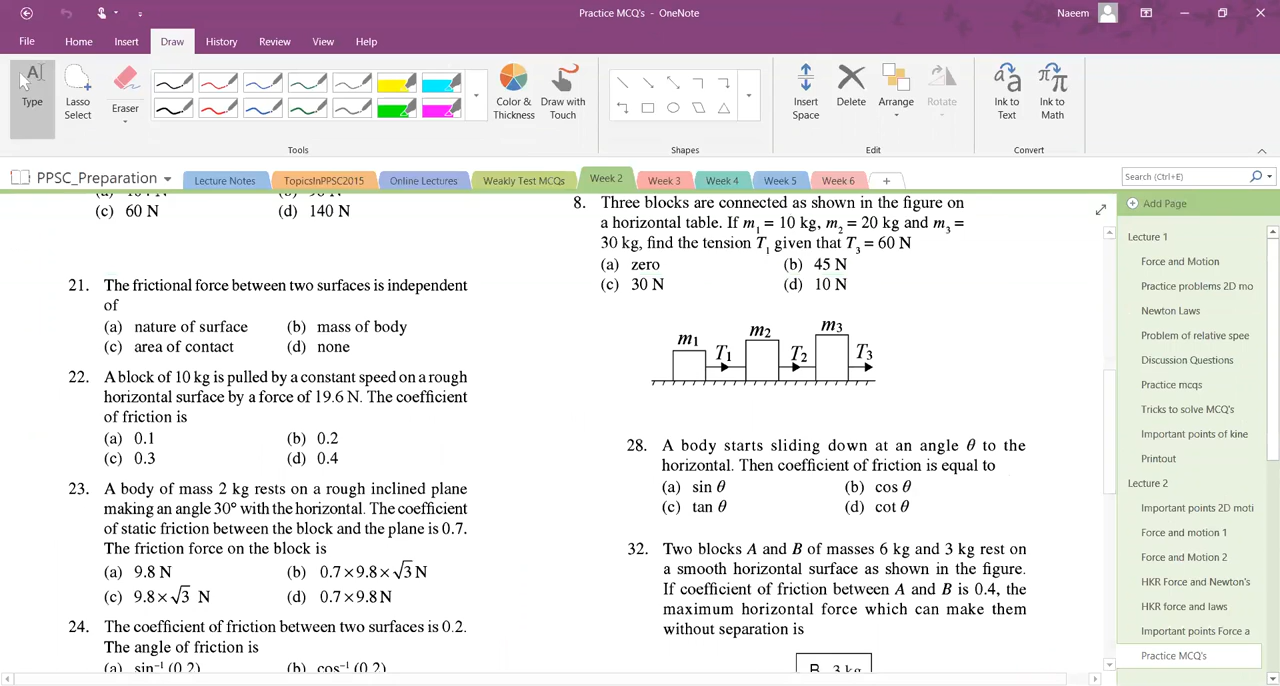 Practice MCQ's - OneNote
Naeem
File
Home
Insert
Draw
History
Review
View
Help
Type
Lasso
Select
Eraser
Color &
Thickness
Draw with
Touch
Insert
Space
Delete
Arrange
Rotate
Ink to
Text
Ink to
Math
Tools
Shapes
Edit
Convert
PPSC_Preparation
Lecture Notes
TopicsInPPSC2015
Online Lectures
Weakly Test MCQs
Week 2
Week 3
Week 4
Week 5
Week 6
Search (Ctrl+E)
(c) 60 N (d) 140 N
21. The frictional force between two surfaces is independent
of
(a) nature of surface (b) mass of body
(c) area of contact (d) none
22. A block of 10 kg is pulled by a constant speed on a rough
horizontal surface by a force of 19.6 N. The coefficient
of friction is
(a) 0.1 (b) 0.2
(c) 0.3 (d) 0.4
23. A body of mass 2 kg rests on a rough inclined plane
making an angle 30° with the horizontal. The coefficient
of static friction between the block and the plane is 0.7.
The friction force on the block is
(a) 9.8 N (b) 0.7×9.8×√3 N
(c) 9.8×√3 N (d) 0.7×9.8 N
24. The coefficient of friction between two surfaces is 0.2.
The angle of friction is
(a) sin⁻¹ (0.2) (b) cos⁻¹ (0.2)
8. Three blocks are connected as shown in the figure on
a horizontal table. If m₁ = 10 kg, m₂ = 20 kg and m₃ =
30 kg, find the tension T₁ given that T₃ = 60 N
(a) zero (b) 45 N
(c) 30 N (d) 10 N
m₁ T₁ m₂ T₂ m₃ T₃
28. A body starts sliding down at an angle θ to the
horizontal. Then coefficient of friction is equal to
(a) sin θ (b) cos θ
(c) tan θ (d) cot θ
32. Two blocks A and B of masses 6 kg and 3 kg rest on
a smooth horizontal surface as shown in the figure.
If coefficient of friction between A and B is 0.4, the
maximum horizontal force which can make them
without separation is
B 3 kg
Add Page
Lecture 1
Force and Motion
Practice problems 2D mo
Newton Laws
Problem of relative spee
Discussion Questions
Practice mcqs
Tricks to solve MCQ's
Important points of kine
Printout
Lecture 2
Important points 2D moti
Force and motion 1
Force and Motion 2
HKR Force and Newton's
HKR force and laws
Important points Force a
Practice MCQ's